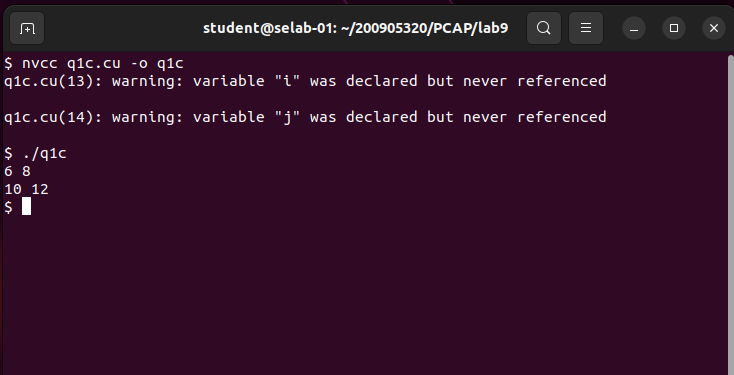 student@selab-01: ~/200905320/PCAP/lab9
$ nvcc q1c.cu -o q1c
q1c.cu(13): warning: variable "i" was declared but never referenced
q1c.cu(14): warning: variable "j" was declared but never referenced
$ ./q1c
6 8
10 12
$